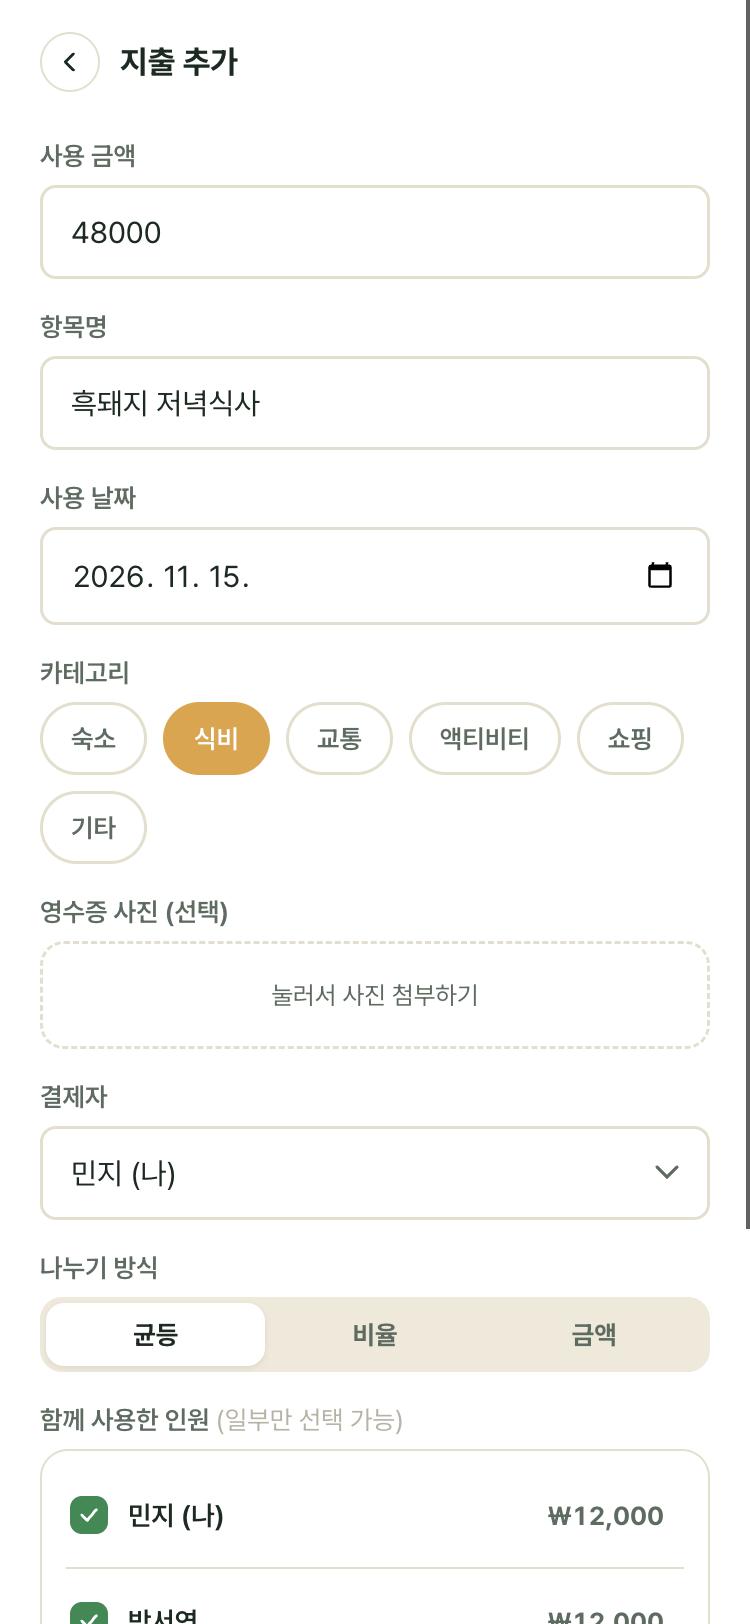 지출 추가
사용 금액
48000
항목명
흑돼지 저녁식사
사용 날짜
2026. 11. 15.
카테고리
숙소 식비 교통 액티비티 쇼핑
기타
영수증 사진 (선택)
눌러서 사진 첨부하기
결제자
민지 (나)
나누기 방식
균등 비율 금액
함께 사용한 인원 (일부만 선택 가능)
민지 (나) ₩12,000
박서연 ₩12,000